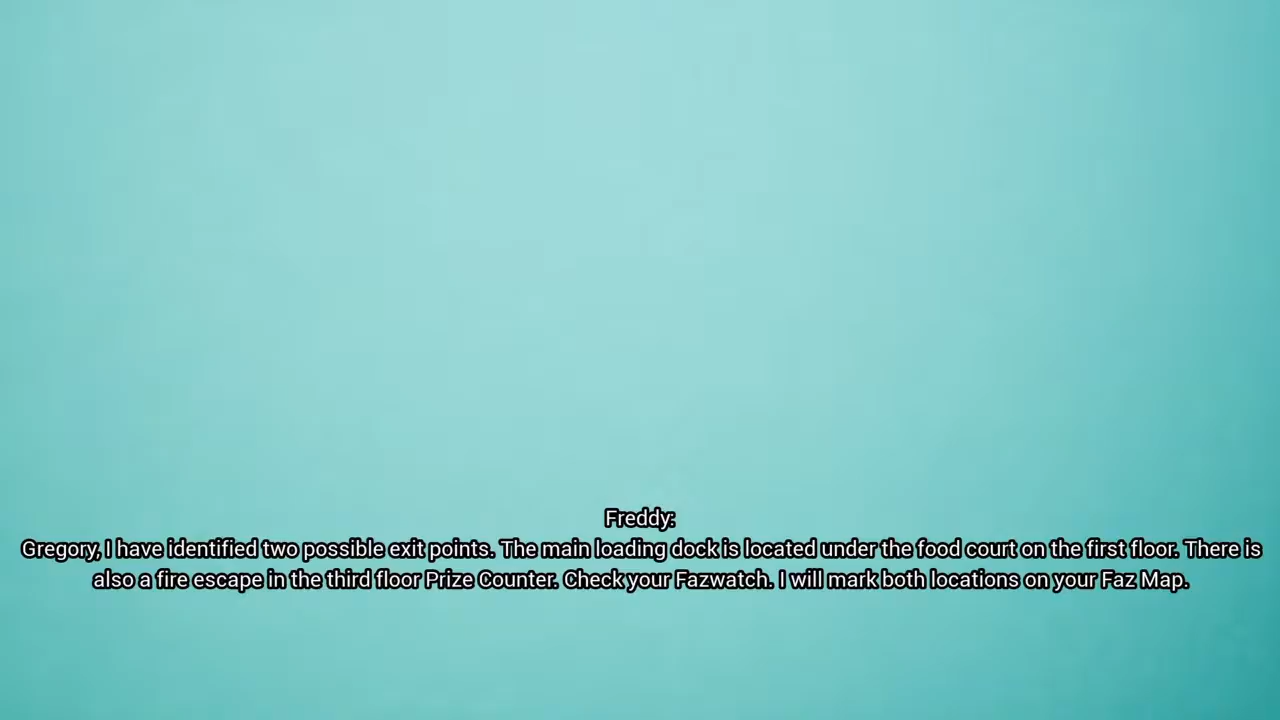 Freddy:
Gregory, I have identified two possible exit points. The main loading dock is located under the food court on the first floor. There is
also a fire escape in the third floor Prize Counter. Check your Fazwatch. I will mark both locations on your Faz Map.